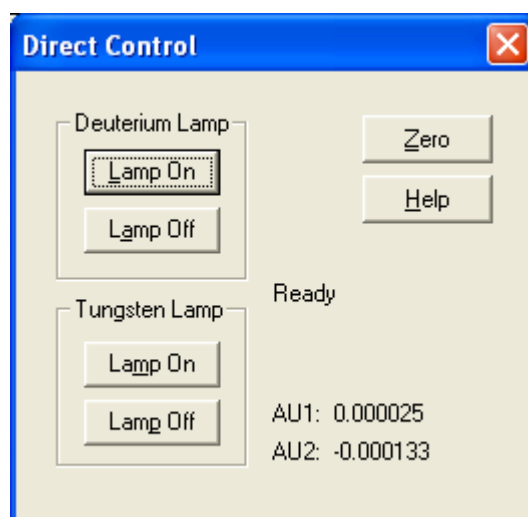 Direct Control
Deuterium Lamp
Lamp On
Lamp Off
Zero
Help
Tungsten Lamp
Lamp On
Lamp Off
Ready
AU1: 0.000025
AU2: -0.000133